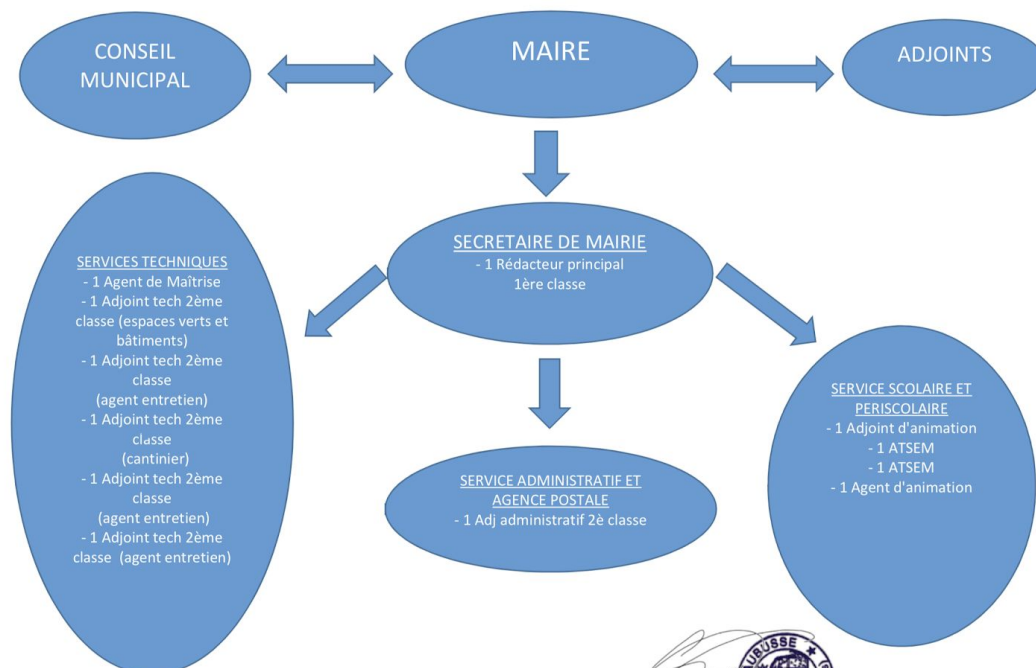 CONSEIL
MUNICIPAL
MAIRE
ADJOINTS
SECRETAIRE DE MAIRIE
- 1 Rédacteur principal
1ère classe
SERVICES TECHNIQUES
- 1 Agent de Maîtrise
- 1 Adjoint tech 2ème
classe (espaces verts et
bâtiments)
- 1 Adjoint tech 2ème
classe
(agent entretien)
- 1 Adjoint tech 2ème
classe
(cantinier)
- 1 Adjoint tech 2ème
classe
(agent entretien)
- 1 Adjoint tech 2ème
classe (agent entretien)
SERVICE ADMINISTRATIF ET
AGENCE POSTALE
- 1 Adj administratif 2è classe
SERVICE SCOLAIRE ET
PERISCOLAIRE
- 1 Adjoint d'animation
- 1 ATSEM
- 1 ATSEM
- 1 Agent d'animation